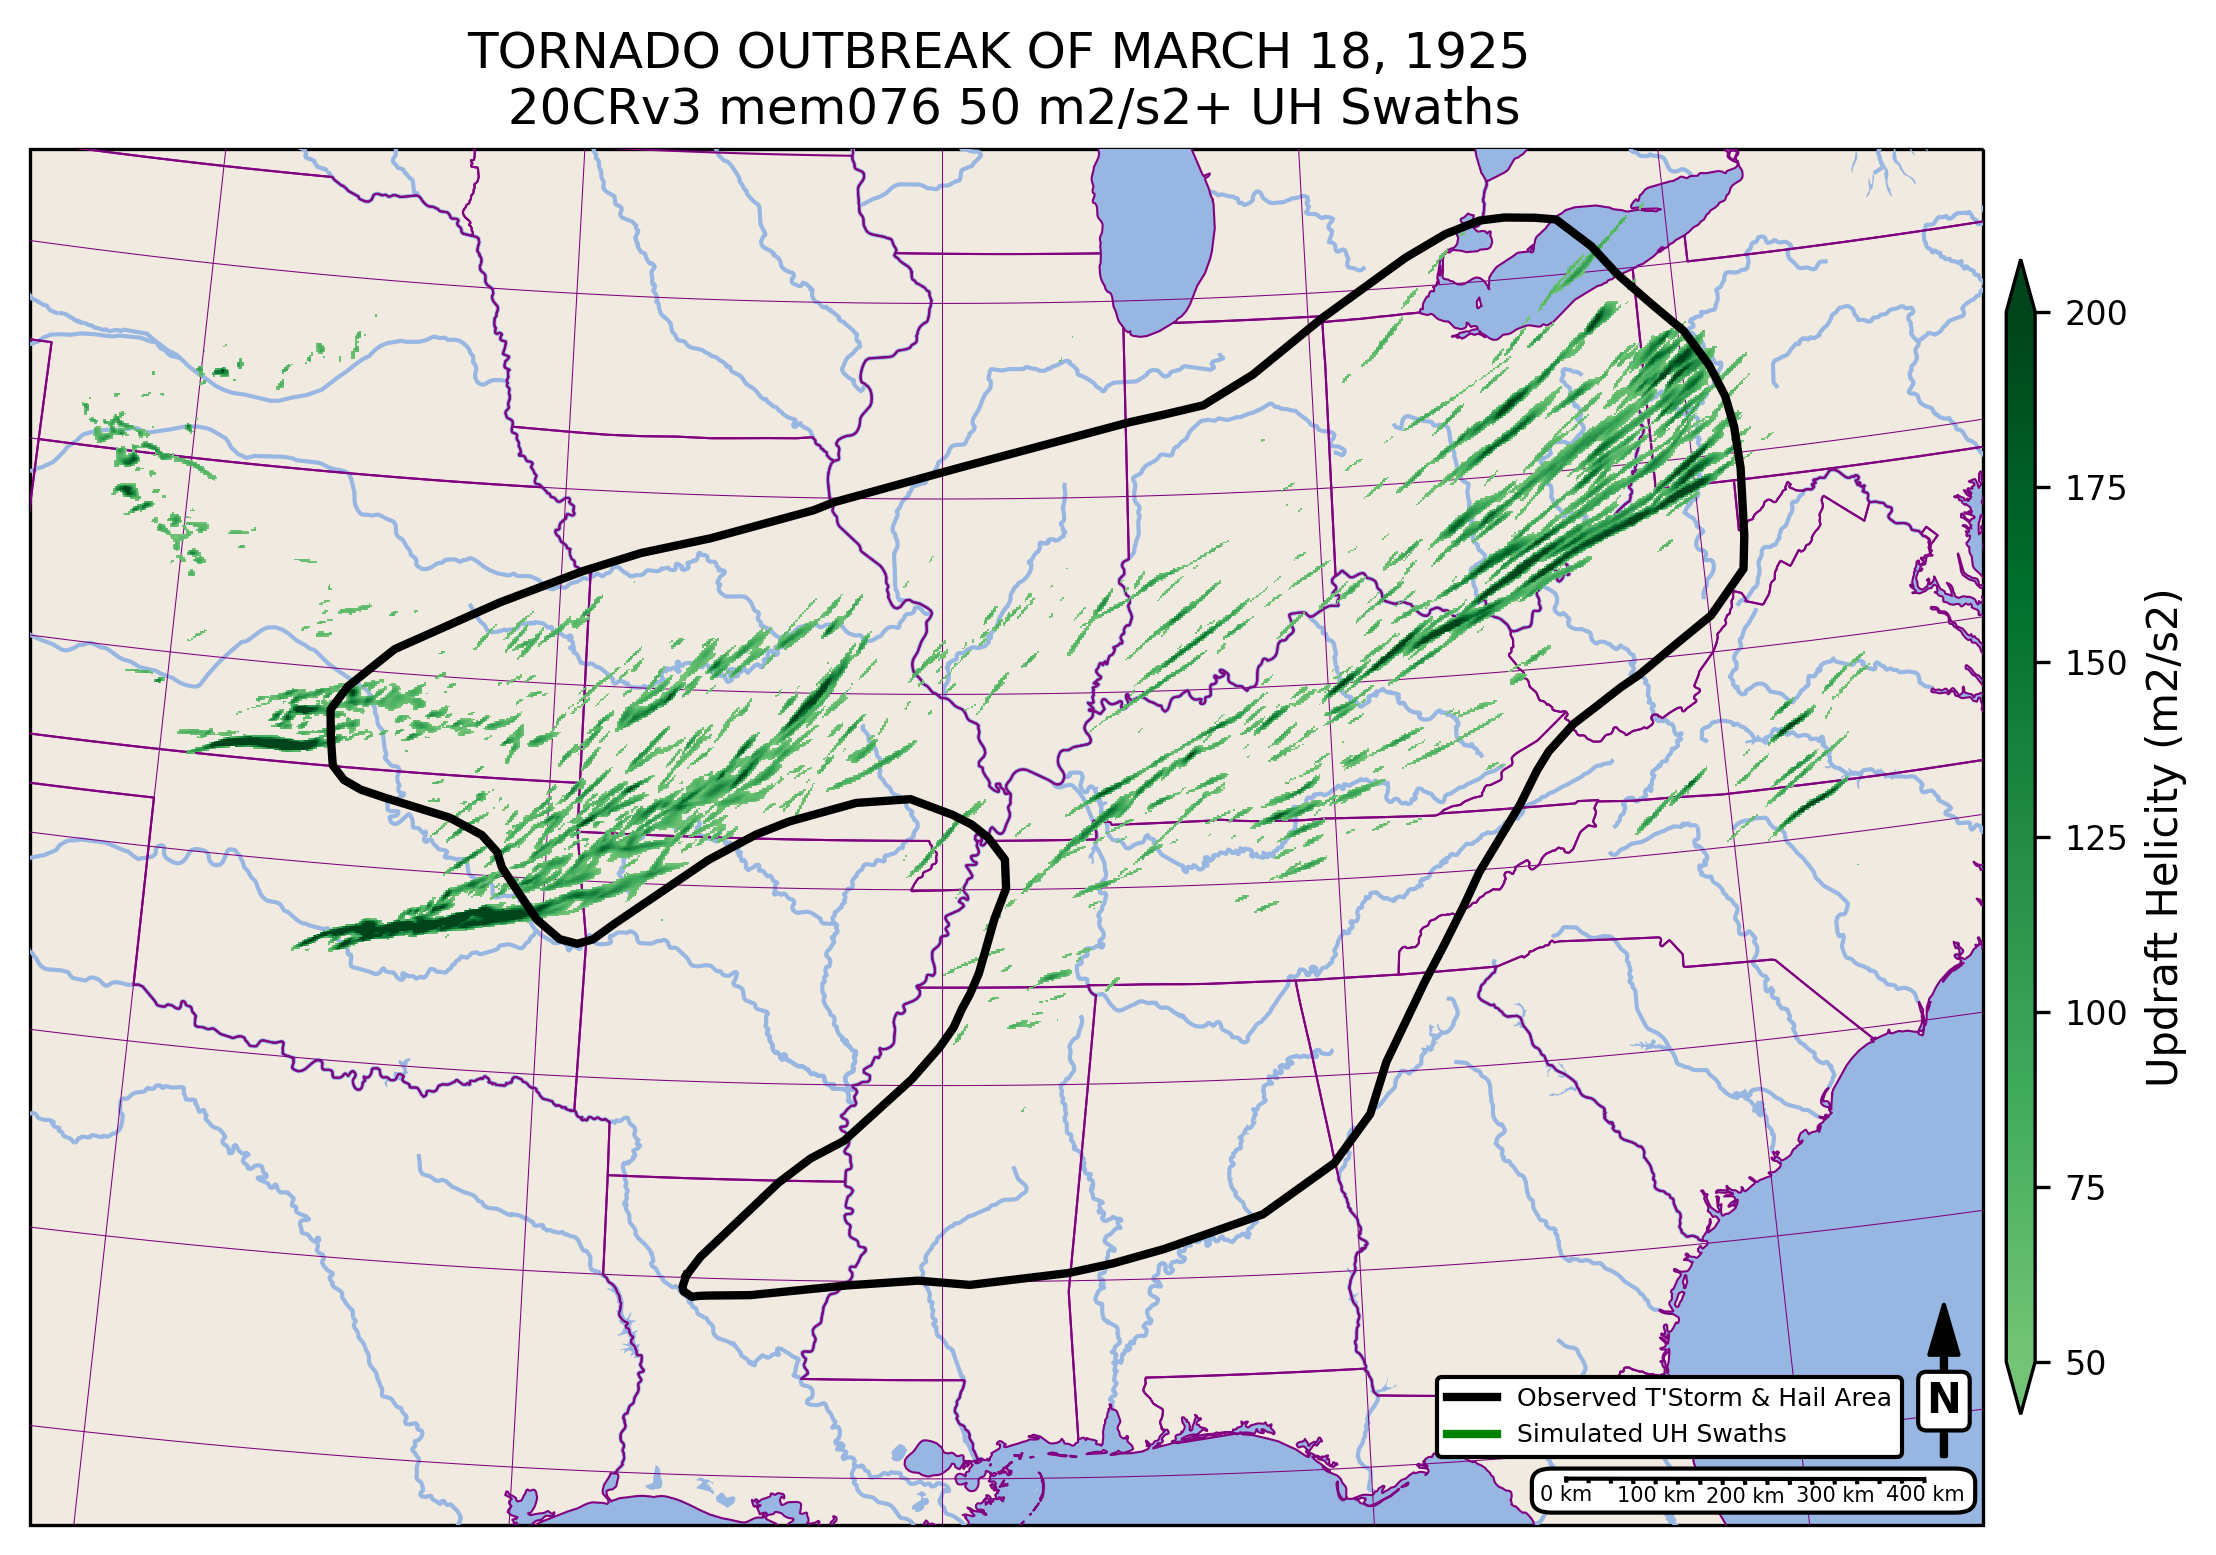 TORNADO OUTBREAK OF MARCH 18, 1925
20CRv3 mem076 50 m2/s2+ UH Swaths
200
175
150
125
100
75
50
Updraft Helicity (m2/s2)
Observed T'Storm & Hail Area
Simulated UH Swaths
N
0 km 100 km 200 km 300 km 400 km